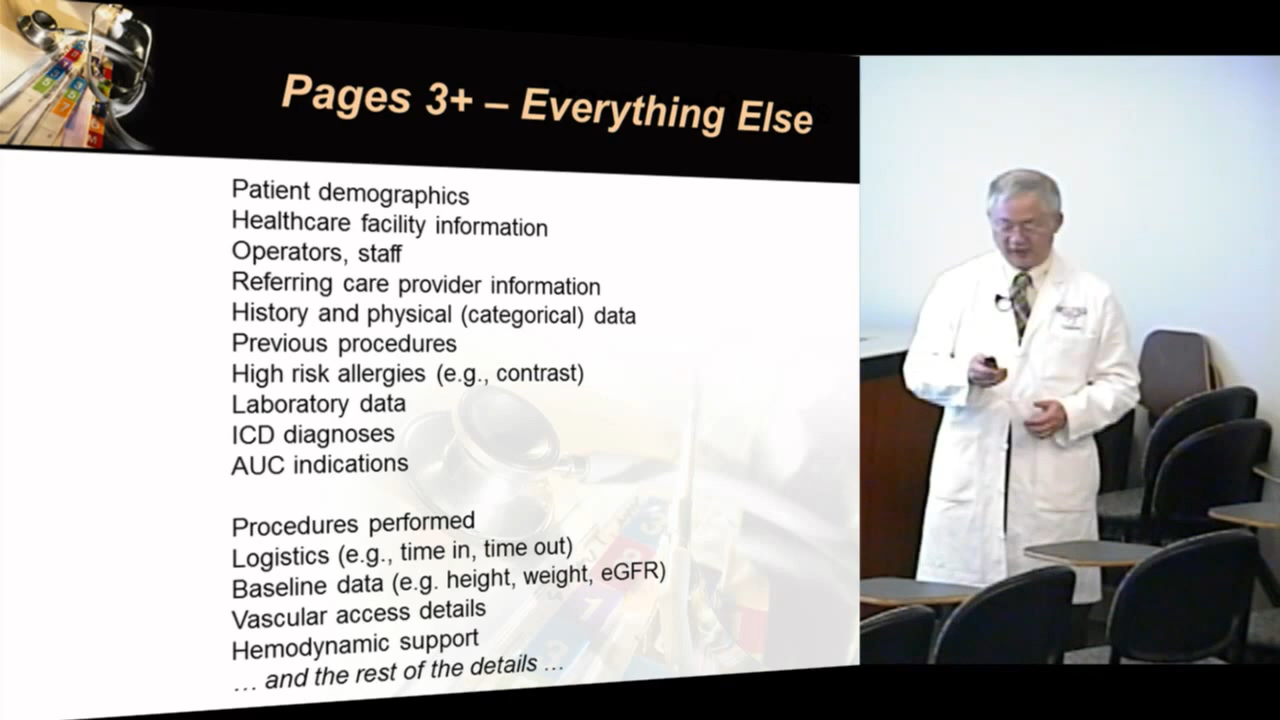 Pages 3+ – Everything Else
Patient demographics
Healthcare facility information
Operators, staff
Referring care provider information
History and physical (categorical) data
Previous procedures
High risk allergies (e.g., contrast)
Laboratory data
ICD diagnoses
AUC indications
Procedures performed
Logistics (e.g., time in, time out)
Baseline data (e.g. height, weight, eGFR)
Vascular access details
Hemodynamic support
… and the rest of the details …